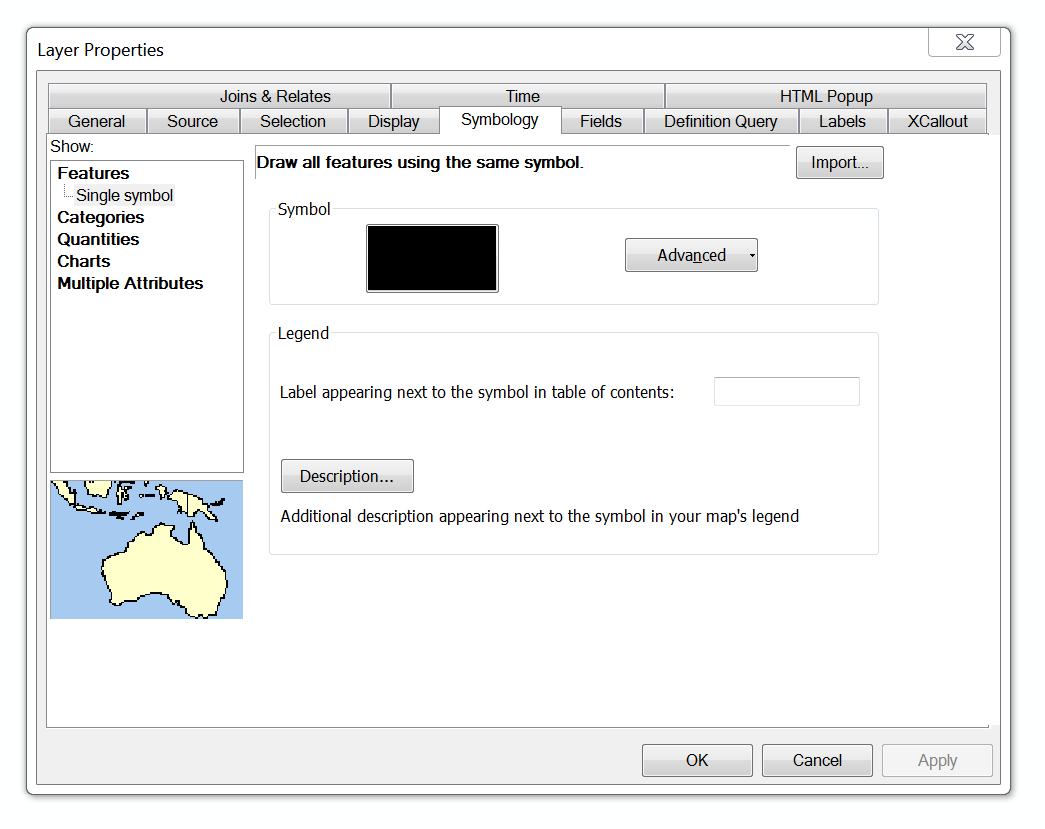 Layer Properties
Joins & Relates Time HTML Popup
General Source Selection Display Symbology Fields Definition Query Labels XCallout
Show:
Features
Single symbol
Categories
Quantities
Charts
Multiple Attributes
Draw all features using the same symbol.
Import...
Symbol
Advanced
Legend
Label appearing next to the symbol in table of contents:
Description...
Additional description appearing next to the symbol in your map's legend
OK Cancel Apply